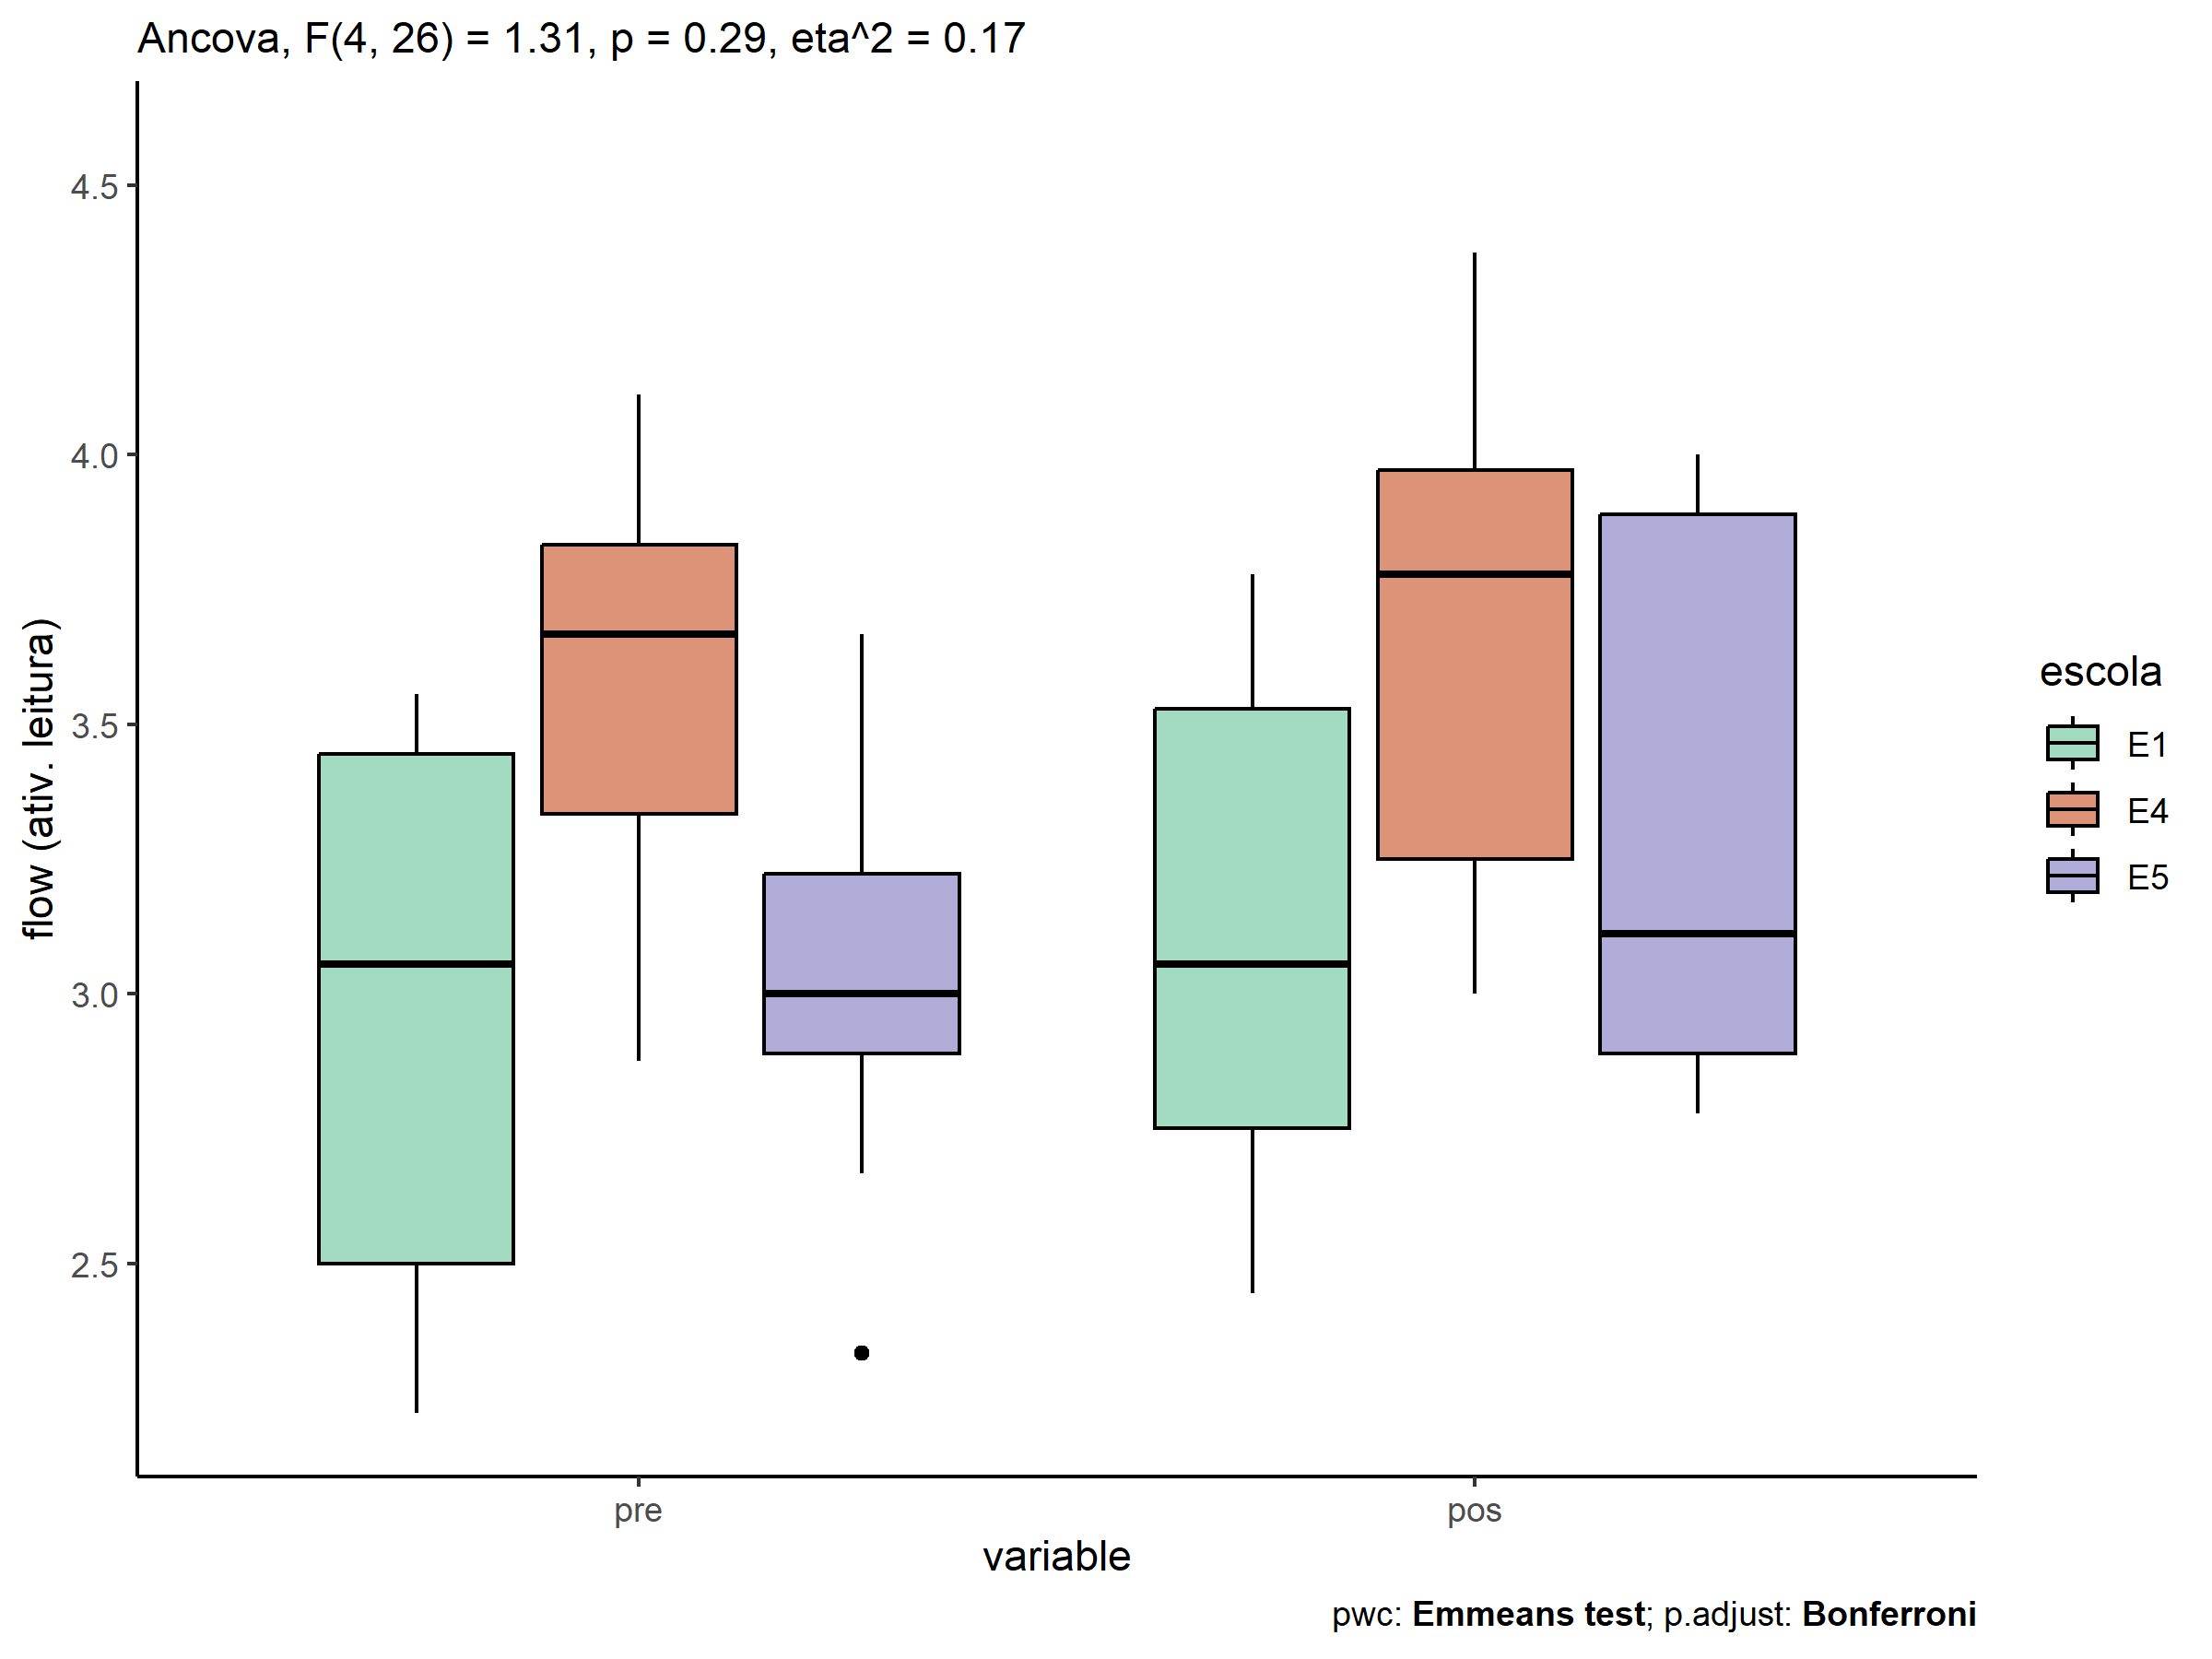 Ancova, F(4, 26) = 1.31, p = 0.29, eta^2 = 0.17
flow (ativ. leitura)
4.5
4.0
3.5
3.0
2.5
pre
pos
variable
escola
E1
E4
E5
pwc: Emmeans test; p.adjust: Bonferroni